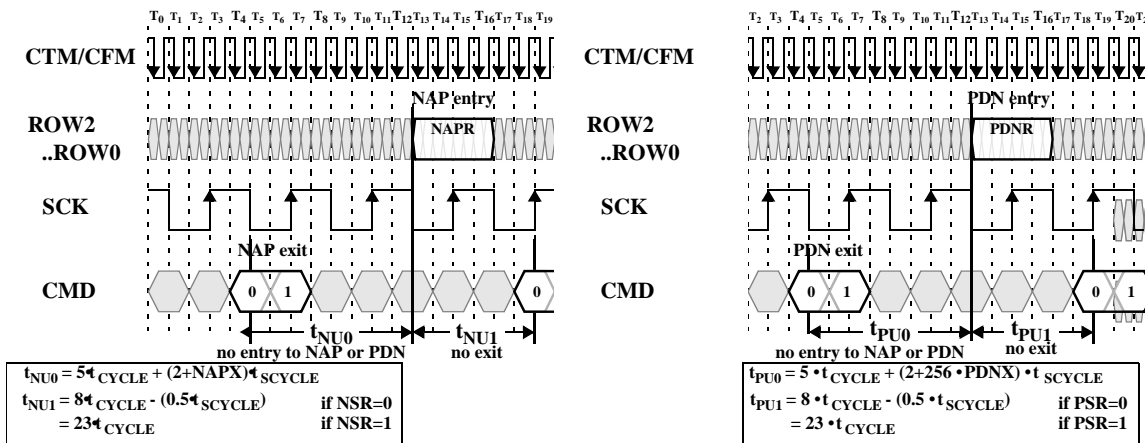 T0 T1 T2 T3 T4 T5 T6 T7 T8 T9 T10 T11 T12 T13 T14 T15 T16 T17 T18 T19
CTM/CFM
NAP entry
ROW2
..ROW0
NAPR
SCK
NAP exit
CMD
0 1 0
tNU0 tNU1
no entry to NAP or PDN no exit
tNU0 = 5•tCYCLE + (2+NAPX)•tSCYCLE
tNU1 = 8•tCYCLE - (0.5•tSCYCLE) if NSR=0
= 23•tCYCLE if NSR=1
T2 T3 T4 T5 T6 T7 T8 T9 T10 T11 T12 T13 T14 T15 T16 T17 T18 T19 T20
CTM/CFM
PDN entry
ROW2
..ROW0
PDNR
SCK
PDN exit
CMD
0 1 0 1
tPU0 tPU1
no entry to NAP or PDN no exit
tPU0 = 5 • tCYCLE + (2+256 • PDNX) • tSCYCLE
tPU1 = 8 • tCYCLE - (0.5 • tSCYCLE) if PSR=0
= 23 • tCYCLE if PSR=1